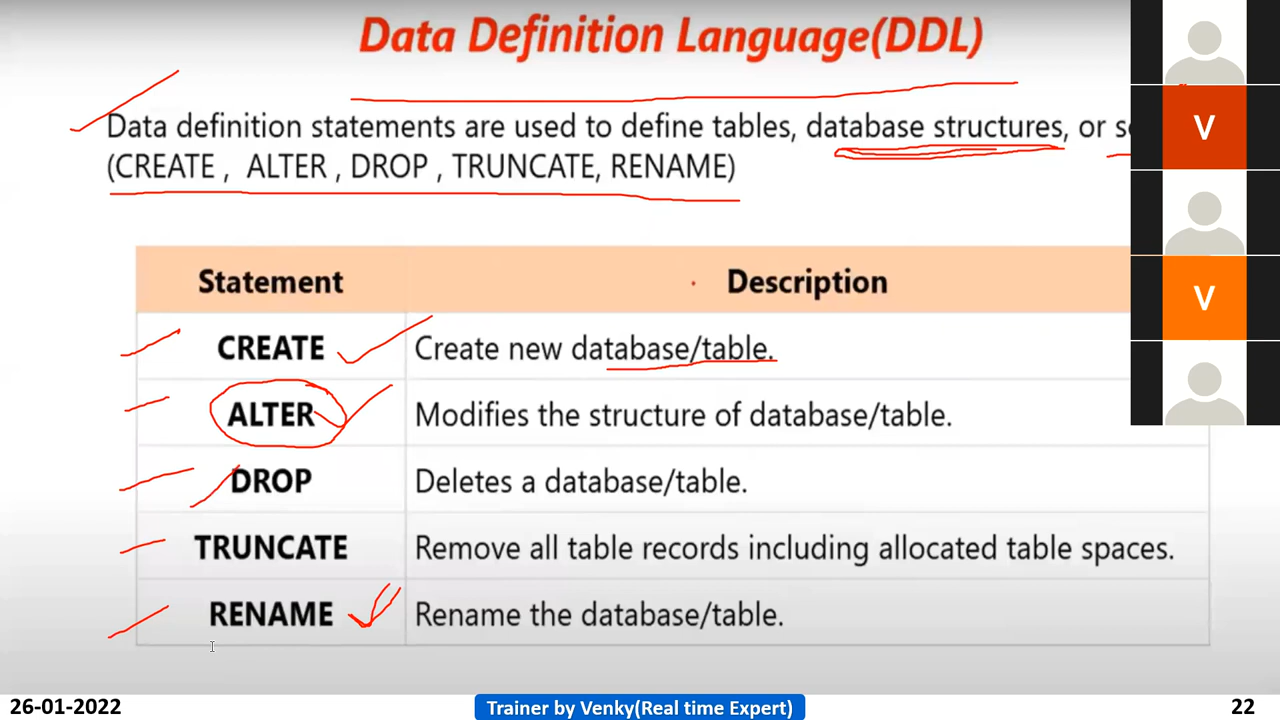 Data Definition Language(DDL)
Data definition statements are used to define tables, database structures, or
(CREATE , ALTER , DROP , TRUNCATE, RENAME)
Statement Description
CREATE Create new database/table.
ALTER Modifies the structure of database/table.
DROP Deletes a database/table.
TRUNCATE Remove all table records including allocated table spaces.
RENAME Rename the database/table.
V
V
26-01-2022 Trainer by Venky(Real time Expert) 22